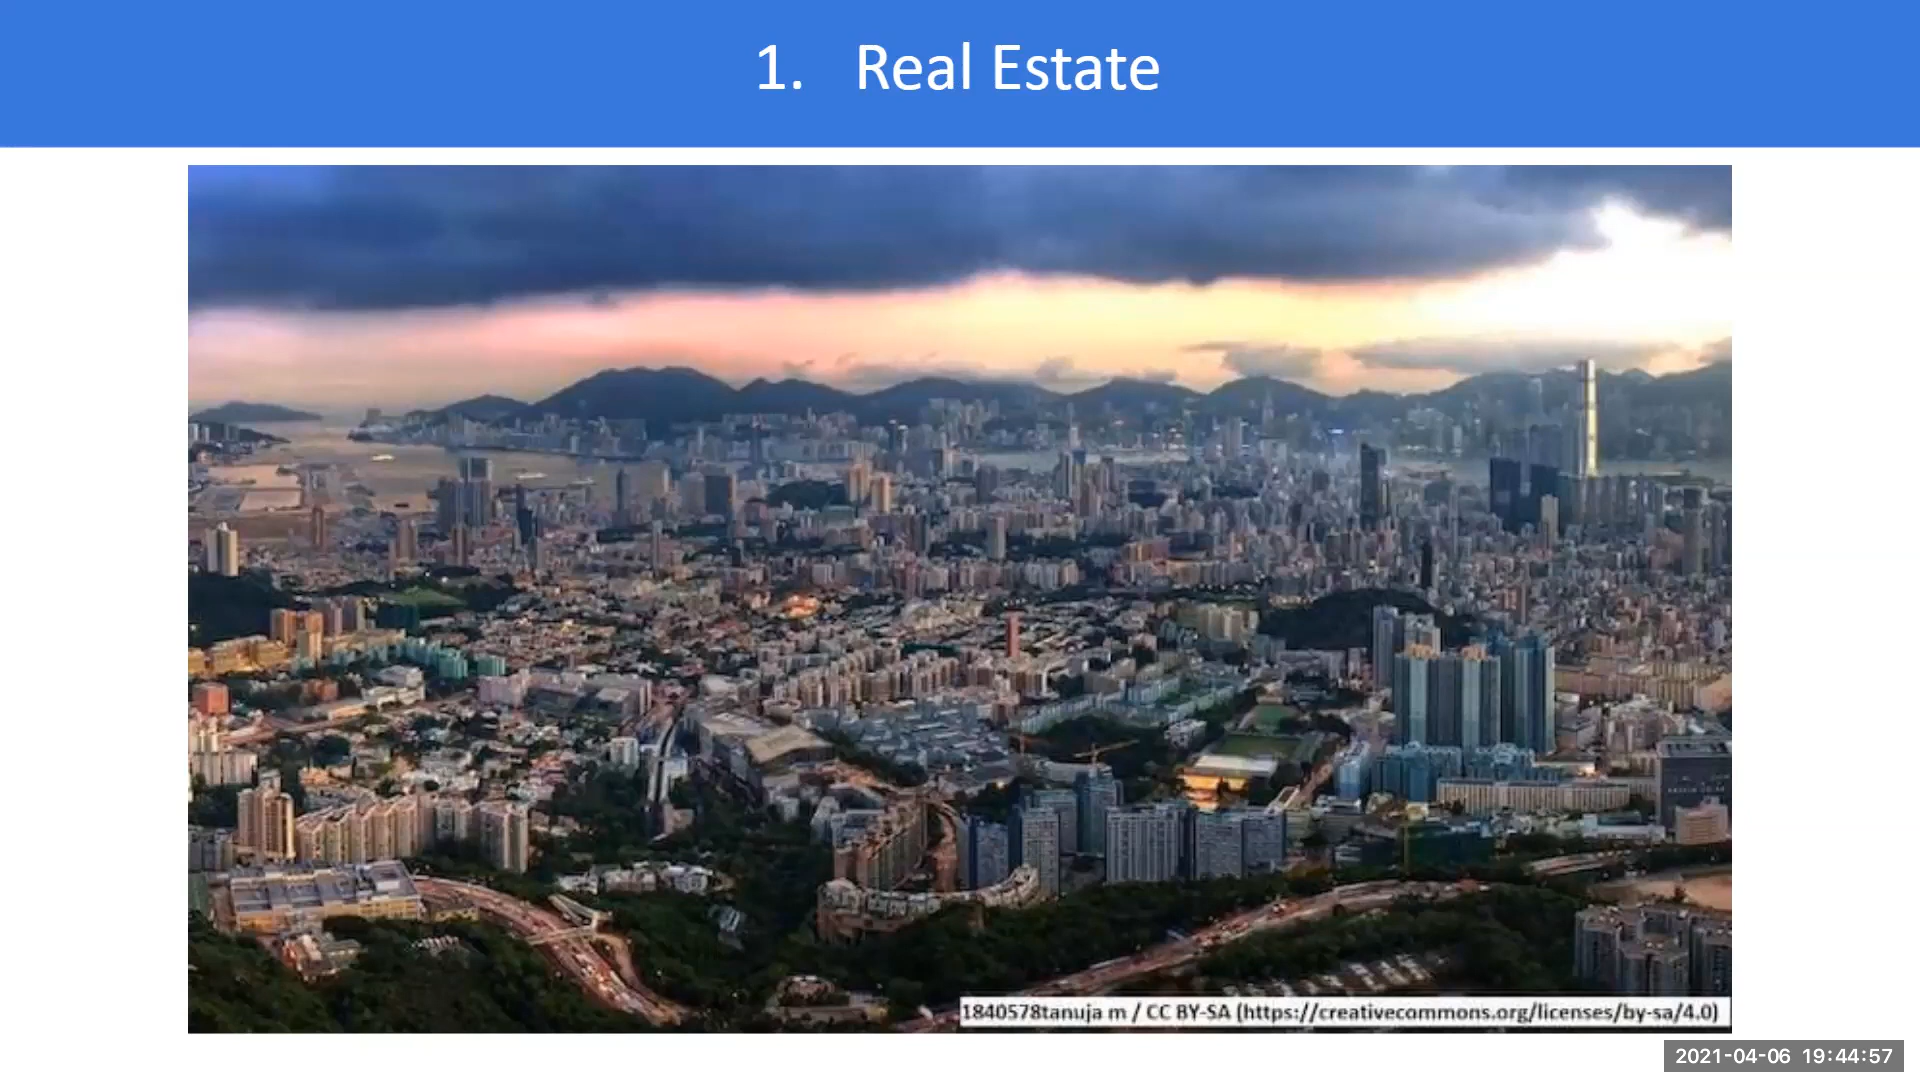 1. Real Estate
1840578tanuja m / CC BY-SA (https://creativecommons.org/licenses/by-sa/4.0)
2021-04-06 19:44:57